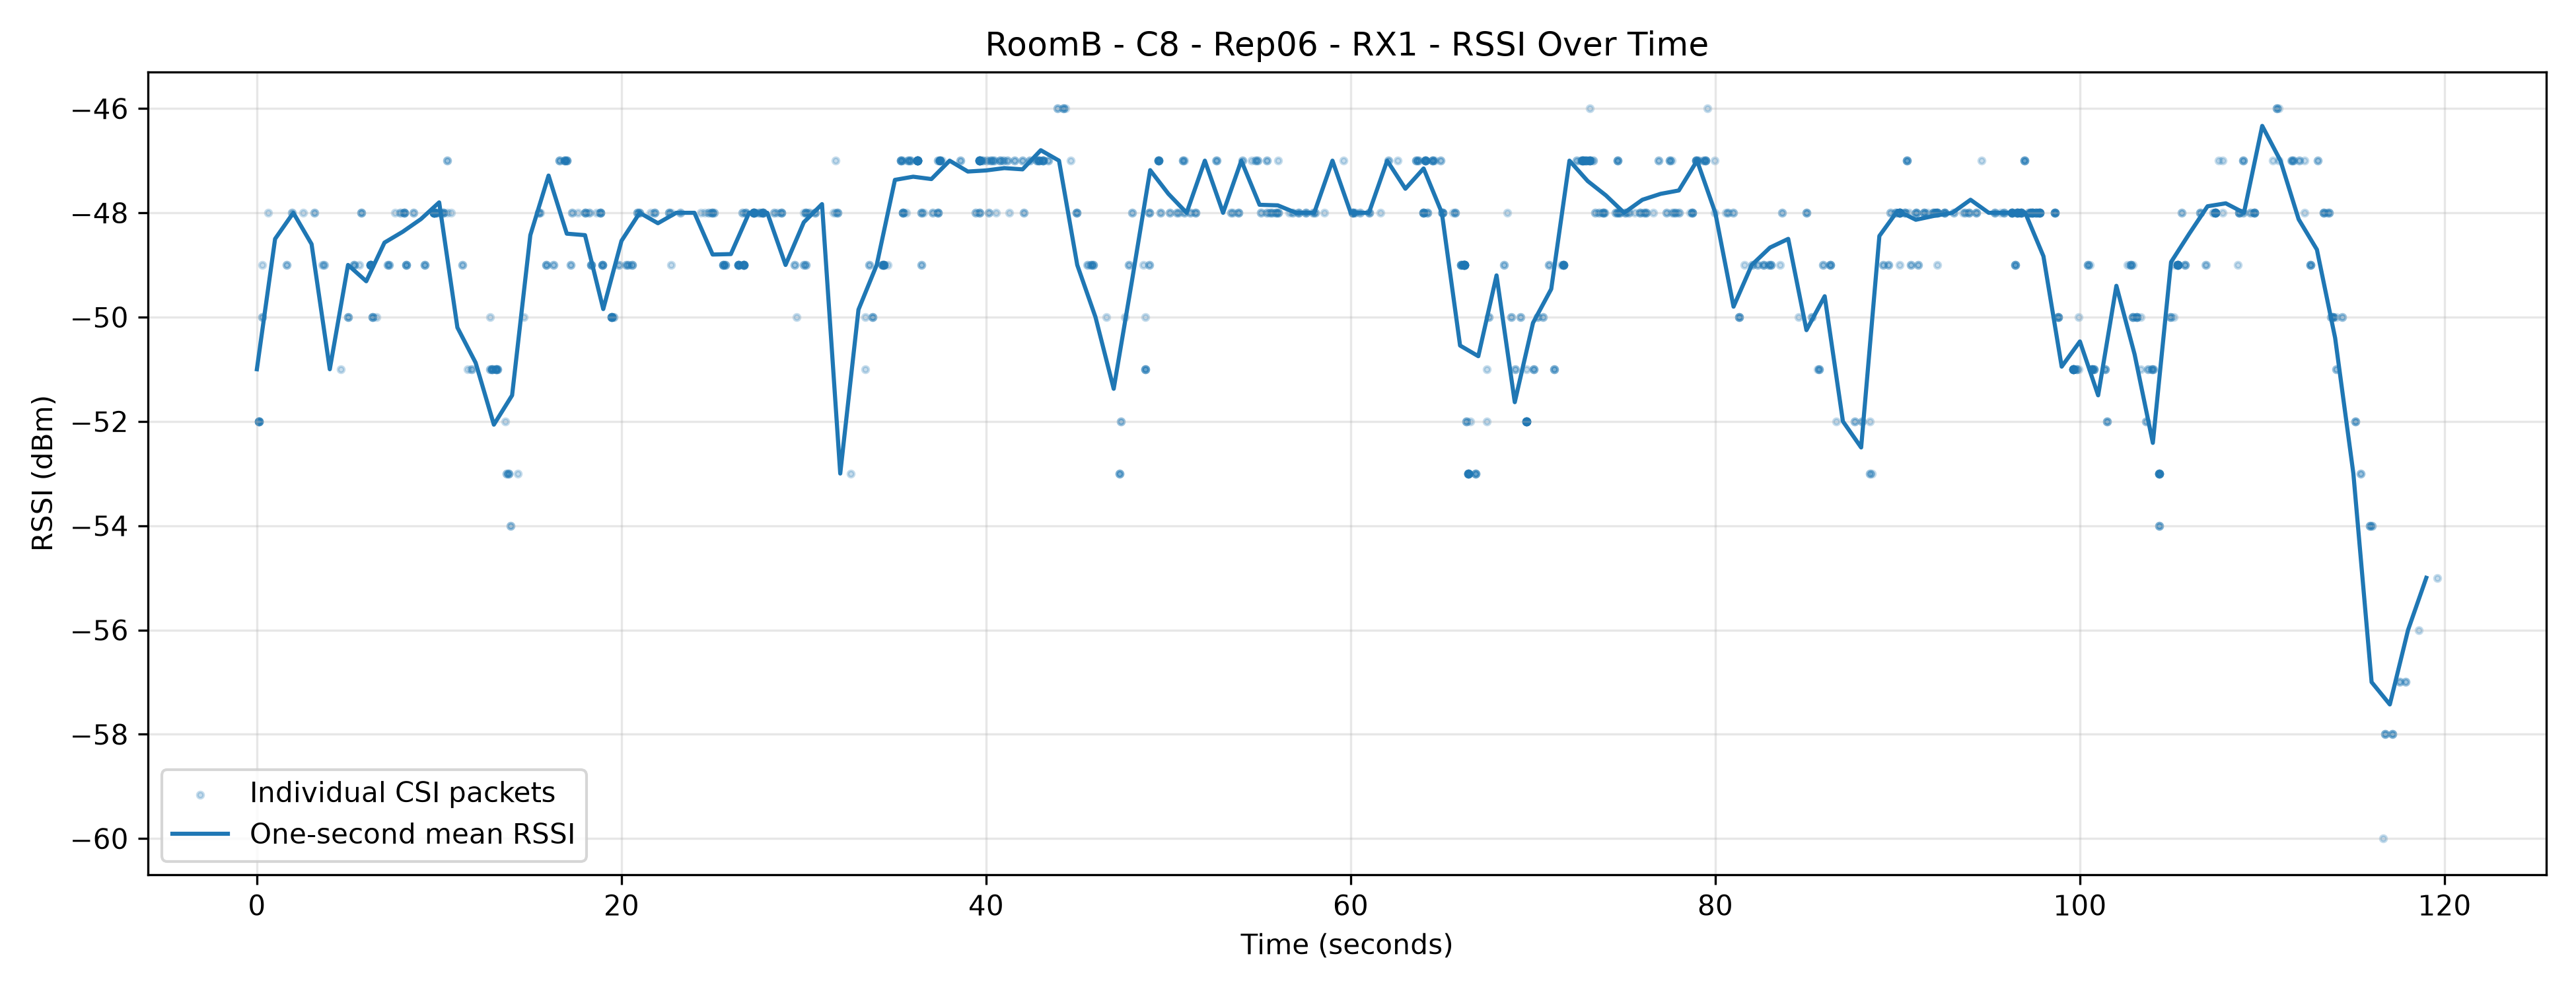 RoomB - C8 - Rep06 - RX1 - RSSI Over Time
RSSI (dBm)
−46
−48
−50
−52
−54
−56
−58
−60
Individual CSI packets
One-second mean RSSI
0 20 40 60 80 100 120
Time (seconds)